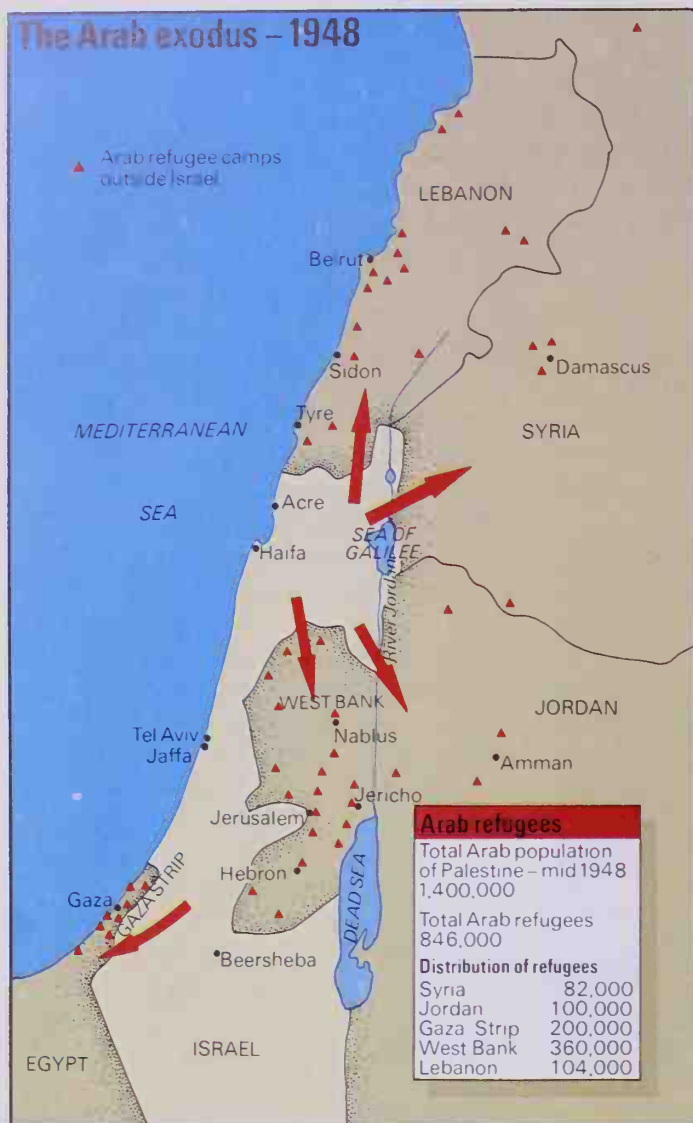 The Arab exodus – 1948
Arab refugee camps
outside Israel
LEBANON
Beirut
Damascus
Sidon
SYRIA
Tyre
MEDITERRANEAN
SEA
Acre
SEA OF
GALILEE
Haifa
River Jordan
WEST BANK
Nablus
JORDAN
Tel Aviv
Jaffa
Amman
Jericho
Jerusalem
Hebron
DEAD SEA
Gaza
GAZA STRIP
Beersheba
ISRAEL
EGYPT
Arab refugees
Total Arab population
of Palestine – mid 1948
1,400,000
Total Arab refugees
846,000
Distribution of refugees
Syria 82,000
Jordan 100,000
Gaza Strip 200,000
West Bank 360,000
Lebanon 104,000